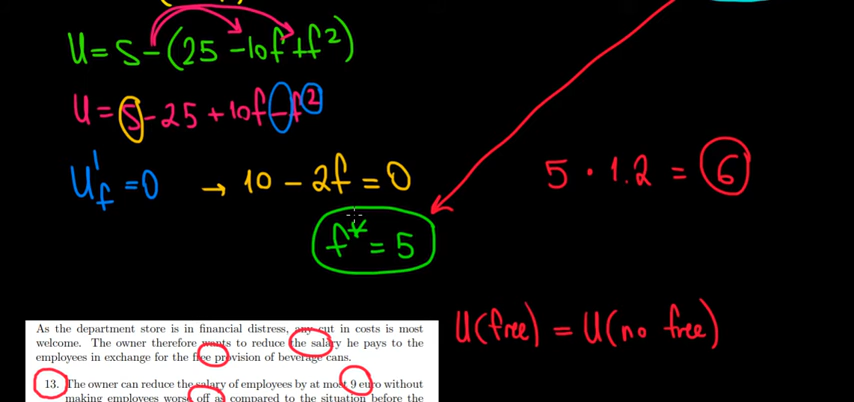 U = S - (25 - 10f + f²)
U = S - 25 + 10f - f²
U'f = 0 → 10 - 2f = 0
5 · 1.2 = 6
f* = 5
U(free) = U(no free)
As the department store is in financial distress, any cut in costs is most
welcome. The owner therefore wants to reduce the salary he pays to the
employees in exchange for the free provision of beverage cans.
13. The owner can reduce the salary of employees by at most 9 euro without
making employees worse off as compared to the situation before the